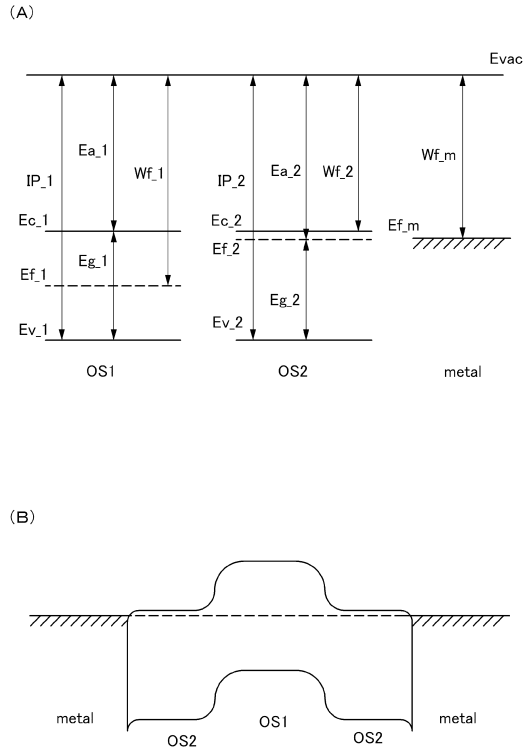 (A)
Evac
IP_1
Ea_1
Wf_1
IP_2
Ea_2
Wf_2
Wf_m
Ec_1
Ec_2
Ef_m
Ef_1
Eg_1
Ef_2
Eg_2
Ev_1
Ev_2
OS1
OS2
metal
(B)
metal
OS2
OS1
OS2
metal